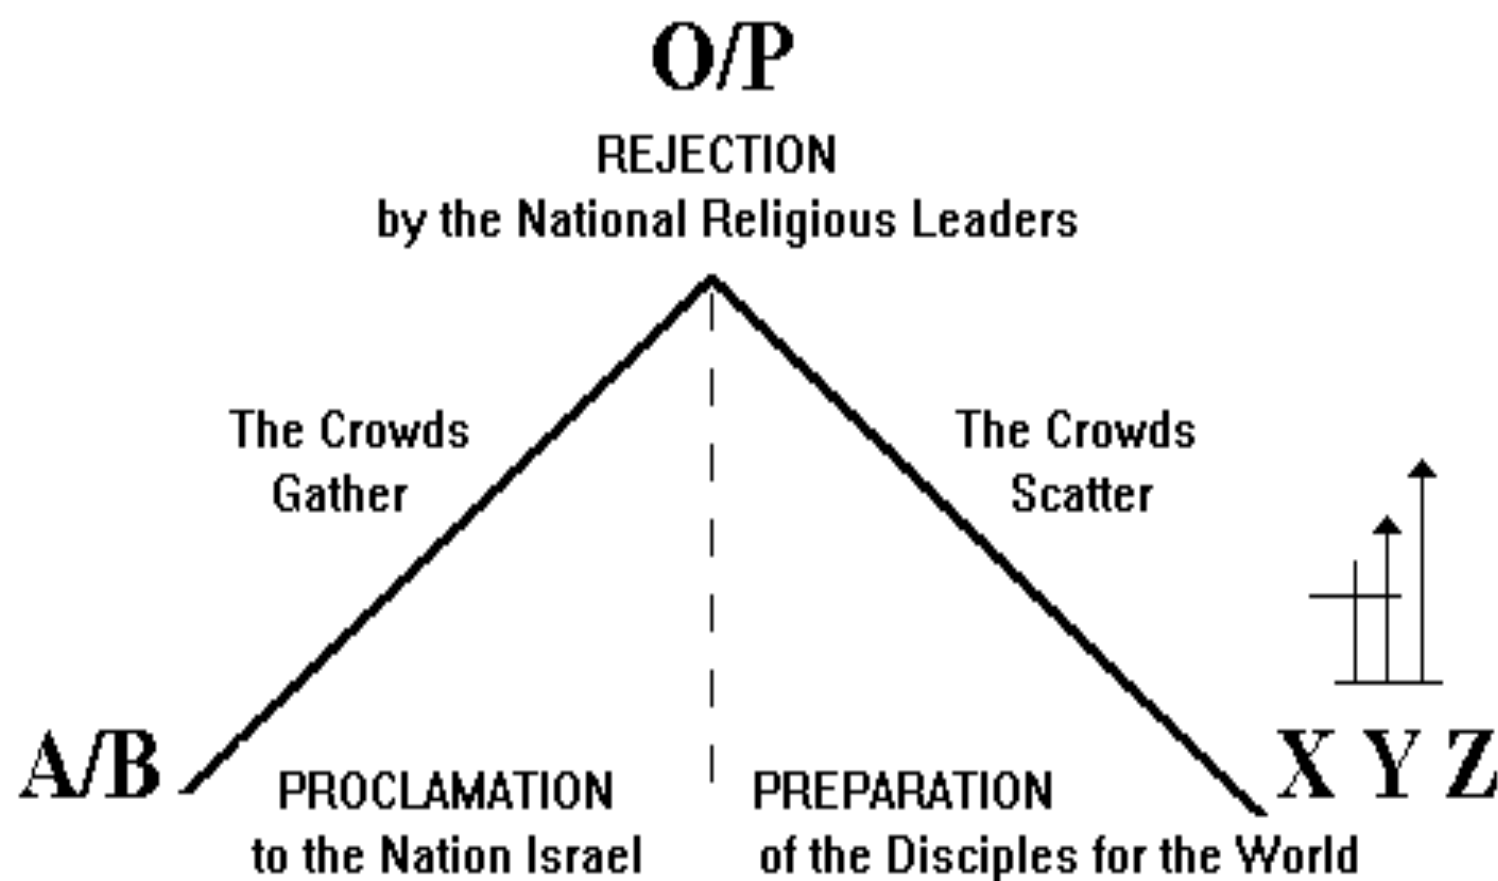 O/P
REJECTION
by the National Religious Leaders
The Crowds
Gather
The Crowds
Scatter
A/B
X Y Z
PROCLAMATION
to the Nation Israel
PREPARATION
of the Disciples for the World